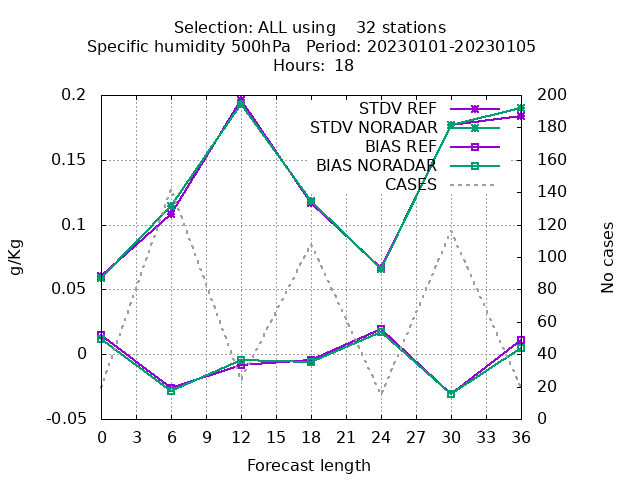 Selection: ALL using    32 stations
Specific humidity 500hPa   Period: 20230101-20230105
Hours: 18
STDV REF
STDV NORADAR
BIAS REF
BIAS NORADAR
CASES
0.2
0.15
0.1
0.05
0
-0.05
g/Kg
200
180
160
140
120
100
80
60
40
20
0
No cases
0 3 6 9 12 15 18 21 24 27 30 33 36
Forecast length